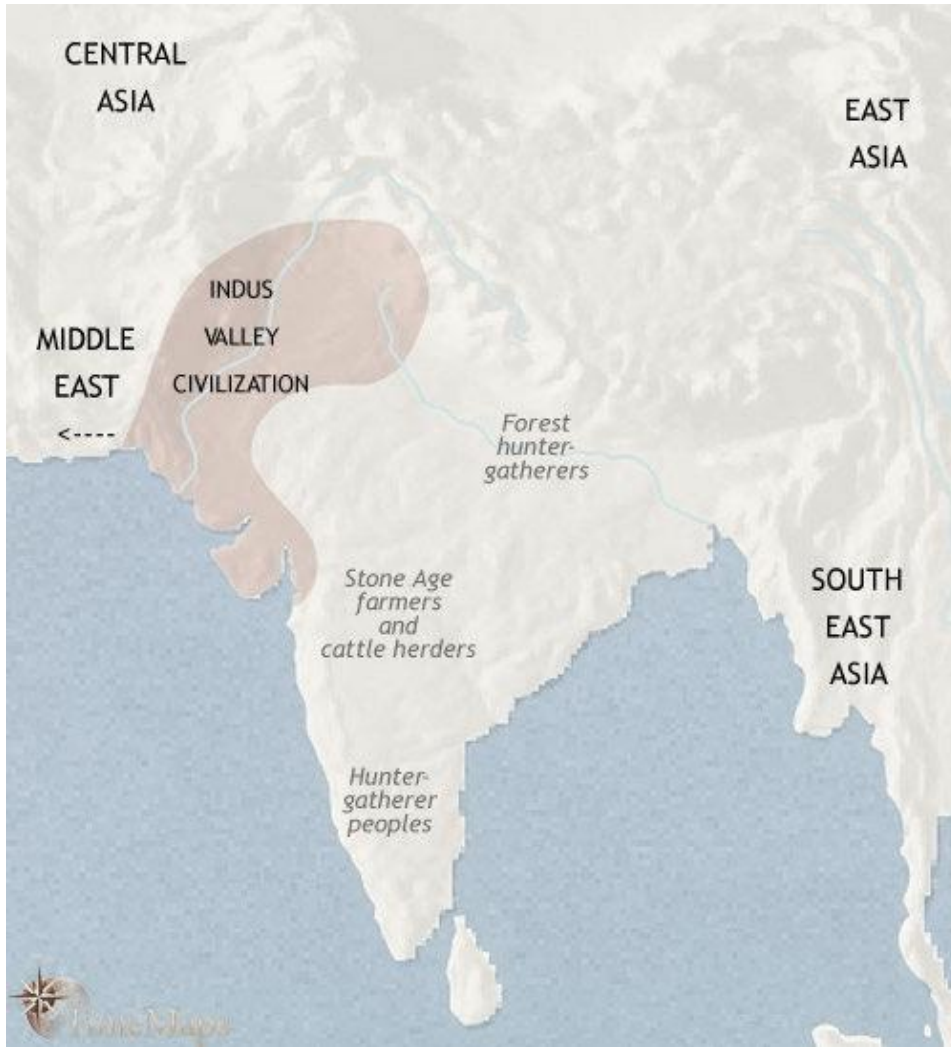 CENTRAL
ASIA
EAST
ASIA
INDUS
VALLEY
CIVILIZATION
MIDDLE
EAST
<----
Forest
hunter-
gatherers
Stone Age
farmers
and
cattle herders
SOUTH
EAST
ASIA
Hunter-
gatherer
peoples
TimeMaps